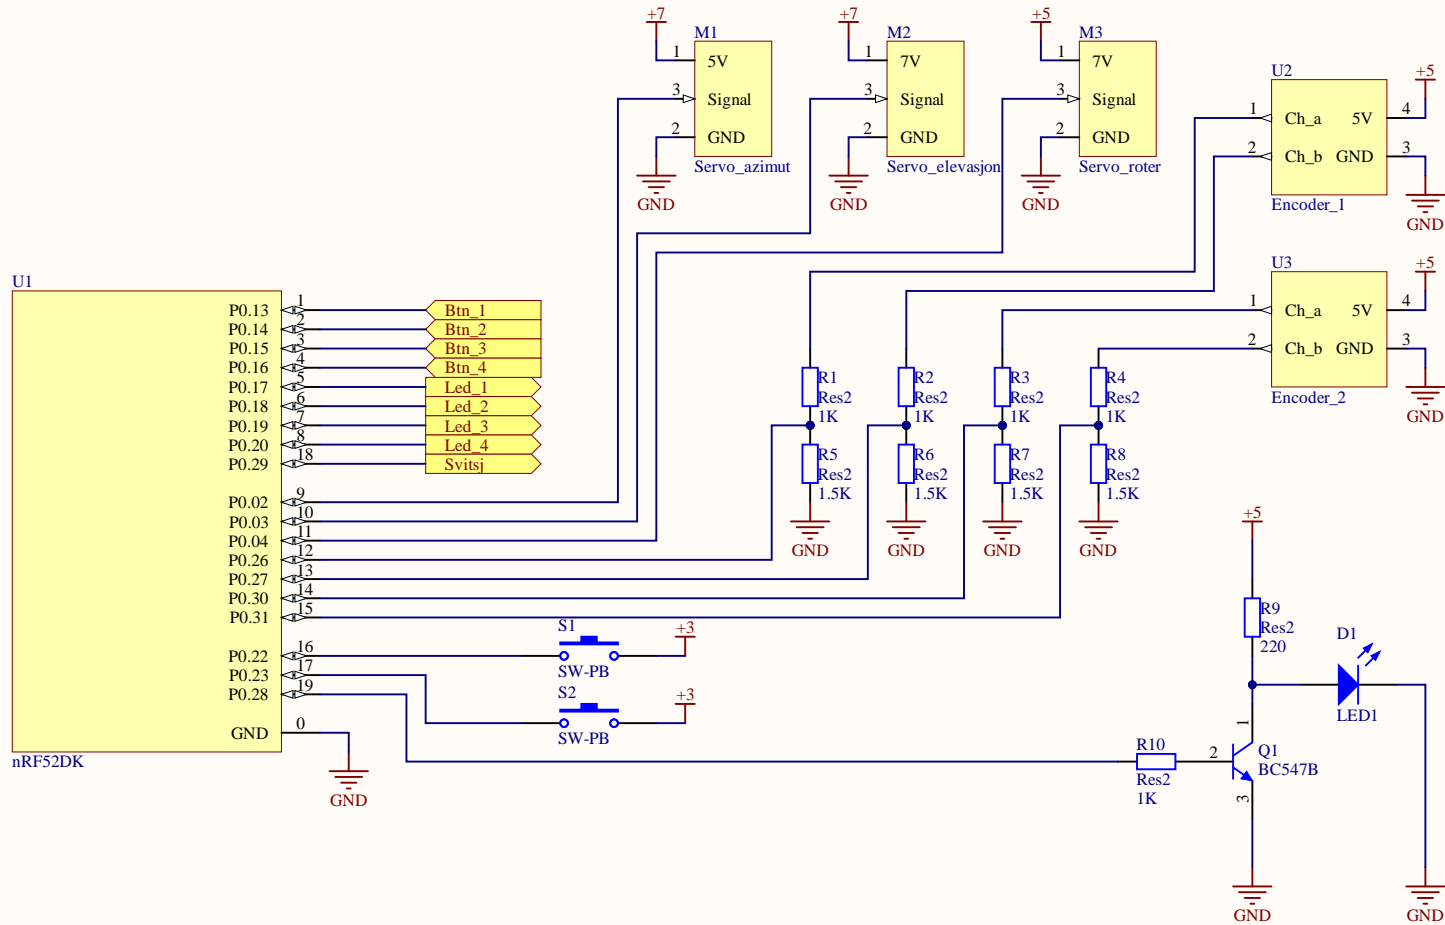 +7
M1
1
5V
3
Signal
2
GND
Servo_azimut
GND
+7
M2
1
7V
3
Signal
2
GND
Servo_elevasjon
GND
+5
M3
1
7V
3
Signal
2
GND
Servo_roter
GND
U2
+5
1
Ch_a
5V
4
2
Ch_b
GND
3
Encoder_1
GND
U3
+5
1
Ch_a
5V
4
2
Ch_b
GND
3
Encoder_2
GND
U1
P0.13
1
Btn_1
P0.14
2
Btn_2
P0.15
3
Btn_3
P0.16
4
Btn_4
P0.17
5
Led_1
P0.18
6
Led_2
P0.19
7
Led_3
P0.20
8
Led_4
P0.29
18
Svitsj
P0.02
9
P0.03
10
P0.04
11
P0.26
12
P0.27
13
P0.30
14
P0.31
15
P0.22
16
P0.23
17
P0.28
19
GND
0
nRF52DK
GND
R1
Res2
1K
R2
Res2
1K
R3
Res2
1K
R4
Res2
1K
R5
Res2
1.5K
GND
R6
Res2
1.5K
GND
R7
Res2
1.5K
GND
R8
Res2
1.5K
GND
S1
+3
SW-PB
S2
+3
SW-PB
+5
R9
Res2
220
D1
LED1
R10
Res2
1K
1
2
3
Q1
BC547B
GND
GND